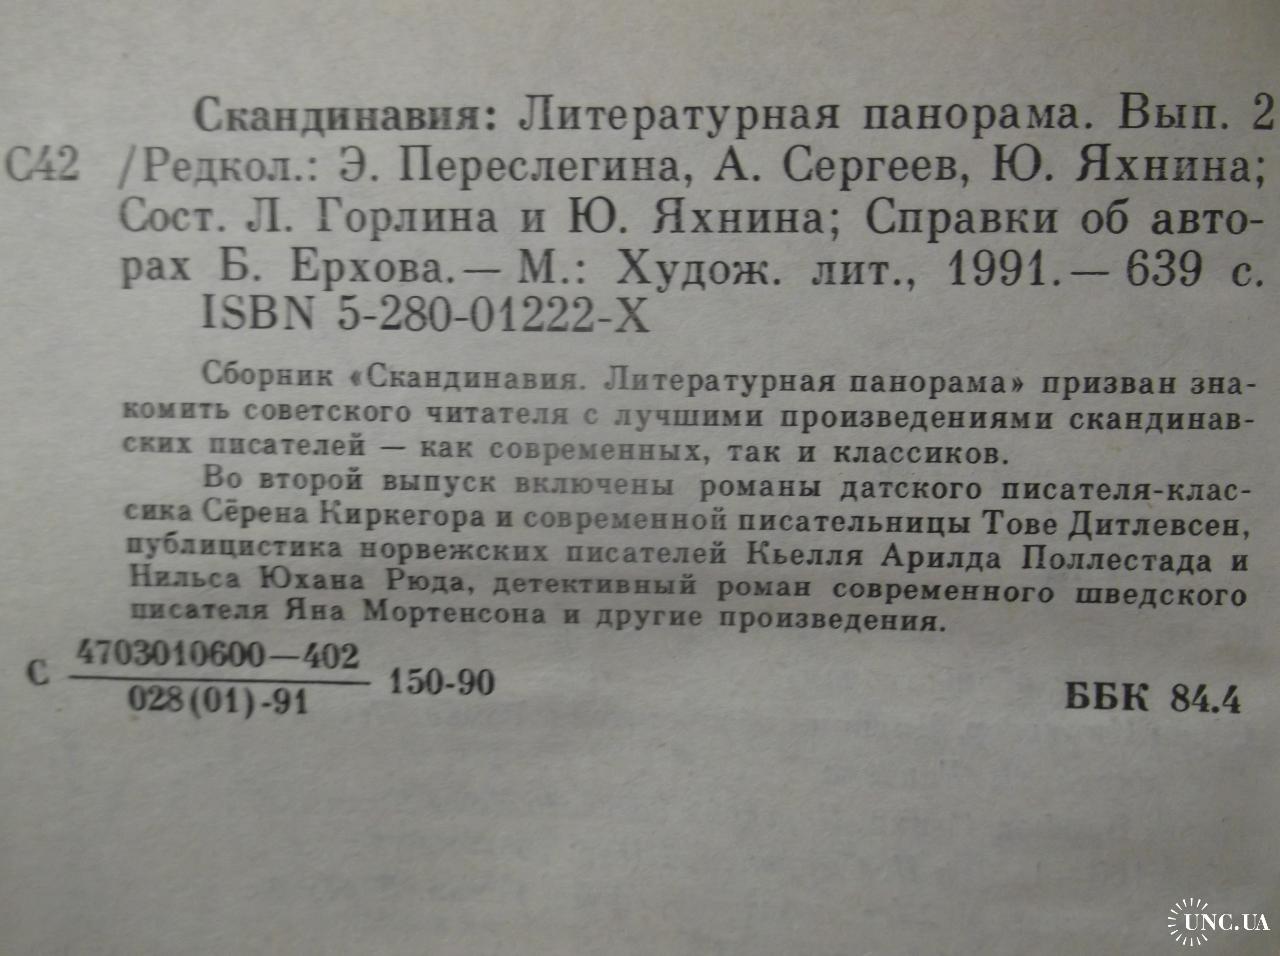 Скандинавия: Литературная панорама. Вып. 2
С42 /Редкол.: Э. Переслегина, А. Сергеев, Ю. Яхнина;
Сост. Л. Горлина и Ю. Яхнина; Справки об авто-
рах Б. Ерхова.— М.: Худож. лит., 1991.— 639 с.
ISBN 5-280-01222-X
Сборник «Скандинавия. Литературная панорама» призван зна-
комить советского читателя с лучшими произведениями скандинав-
ских писателей — как современных, так и классиков.
Во второй выпуск включены романы датского писателя-клас-
сика Сёрена Киркегора и современной писательницы Тове Дитлевсен,
публицистика норвежских писателей Кьелля Арилда Поллестада и
Нильса Юхана Рюда, детективный роман современного шведского
писателя Яна Мортенсона и другие произведения.
4703010600—402
С 150-90
028(01)-91
ББК 84.4
UNC.UA